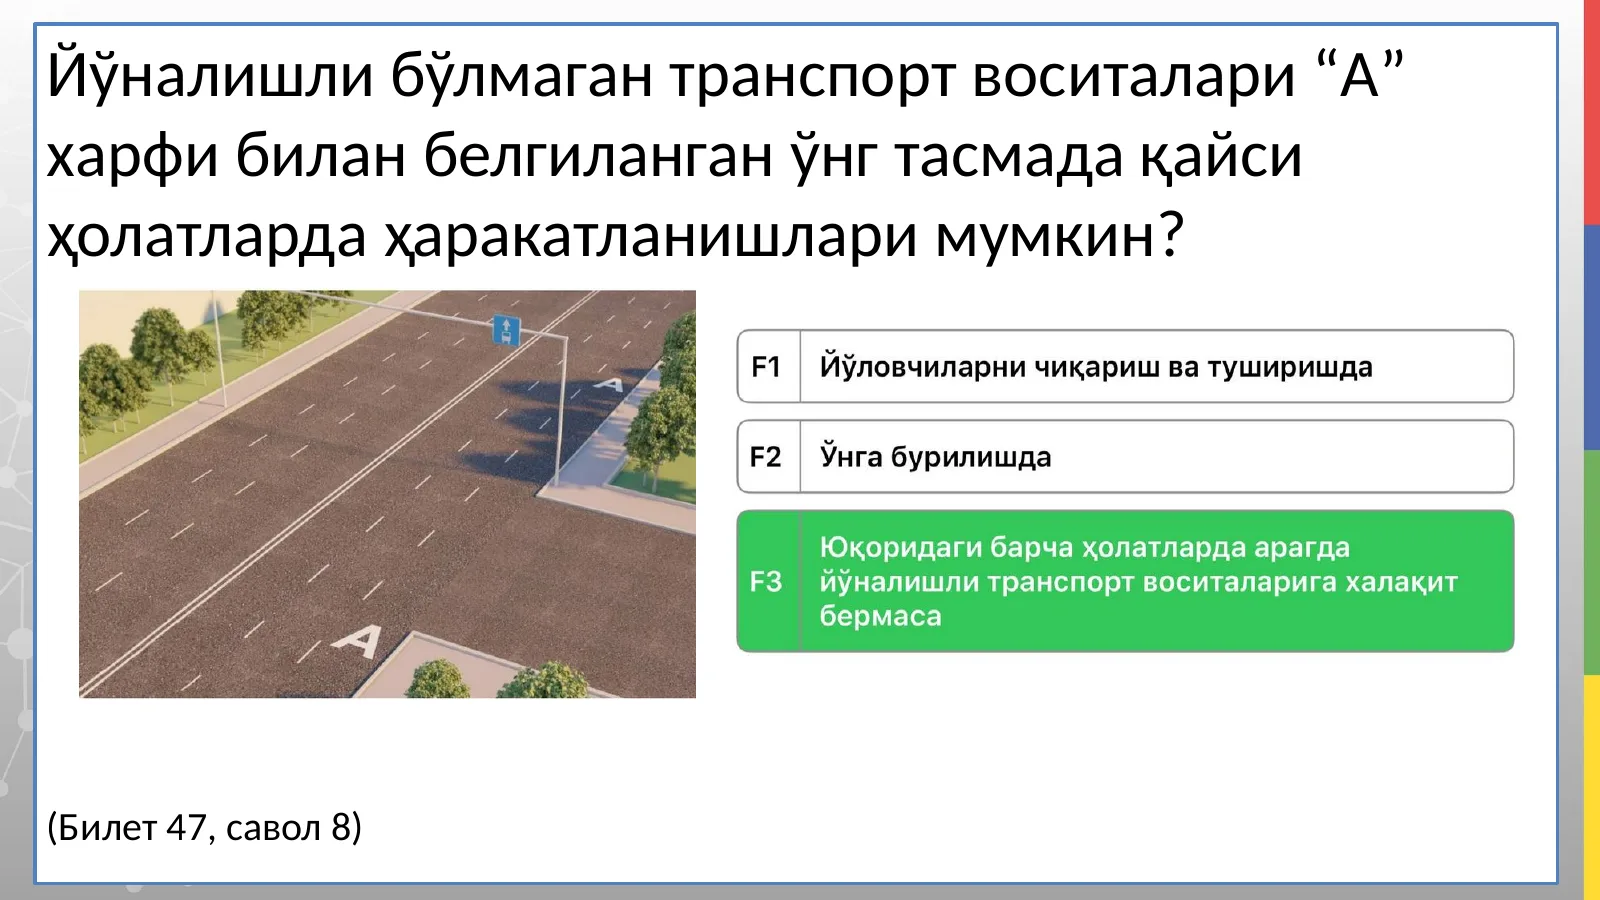 Йўналишли бўлмаган транспорт воситалари “А”
харфи билан белгиланган ўнг тасмада қайси
ҳолатларда ҳаракатланишлари мумкин?
A
A
F1 Йўловчиларни чиқариш ва туширишда
F2 Ўнга бурилишда
F3 Юқоридаги барча ҳолатларда арагда
йўналишли транспорт воситаларига халақит
бермаса
(Билет 47, савол 8)